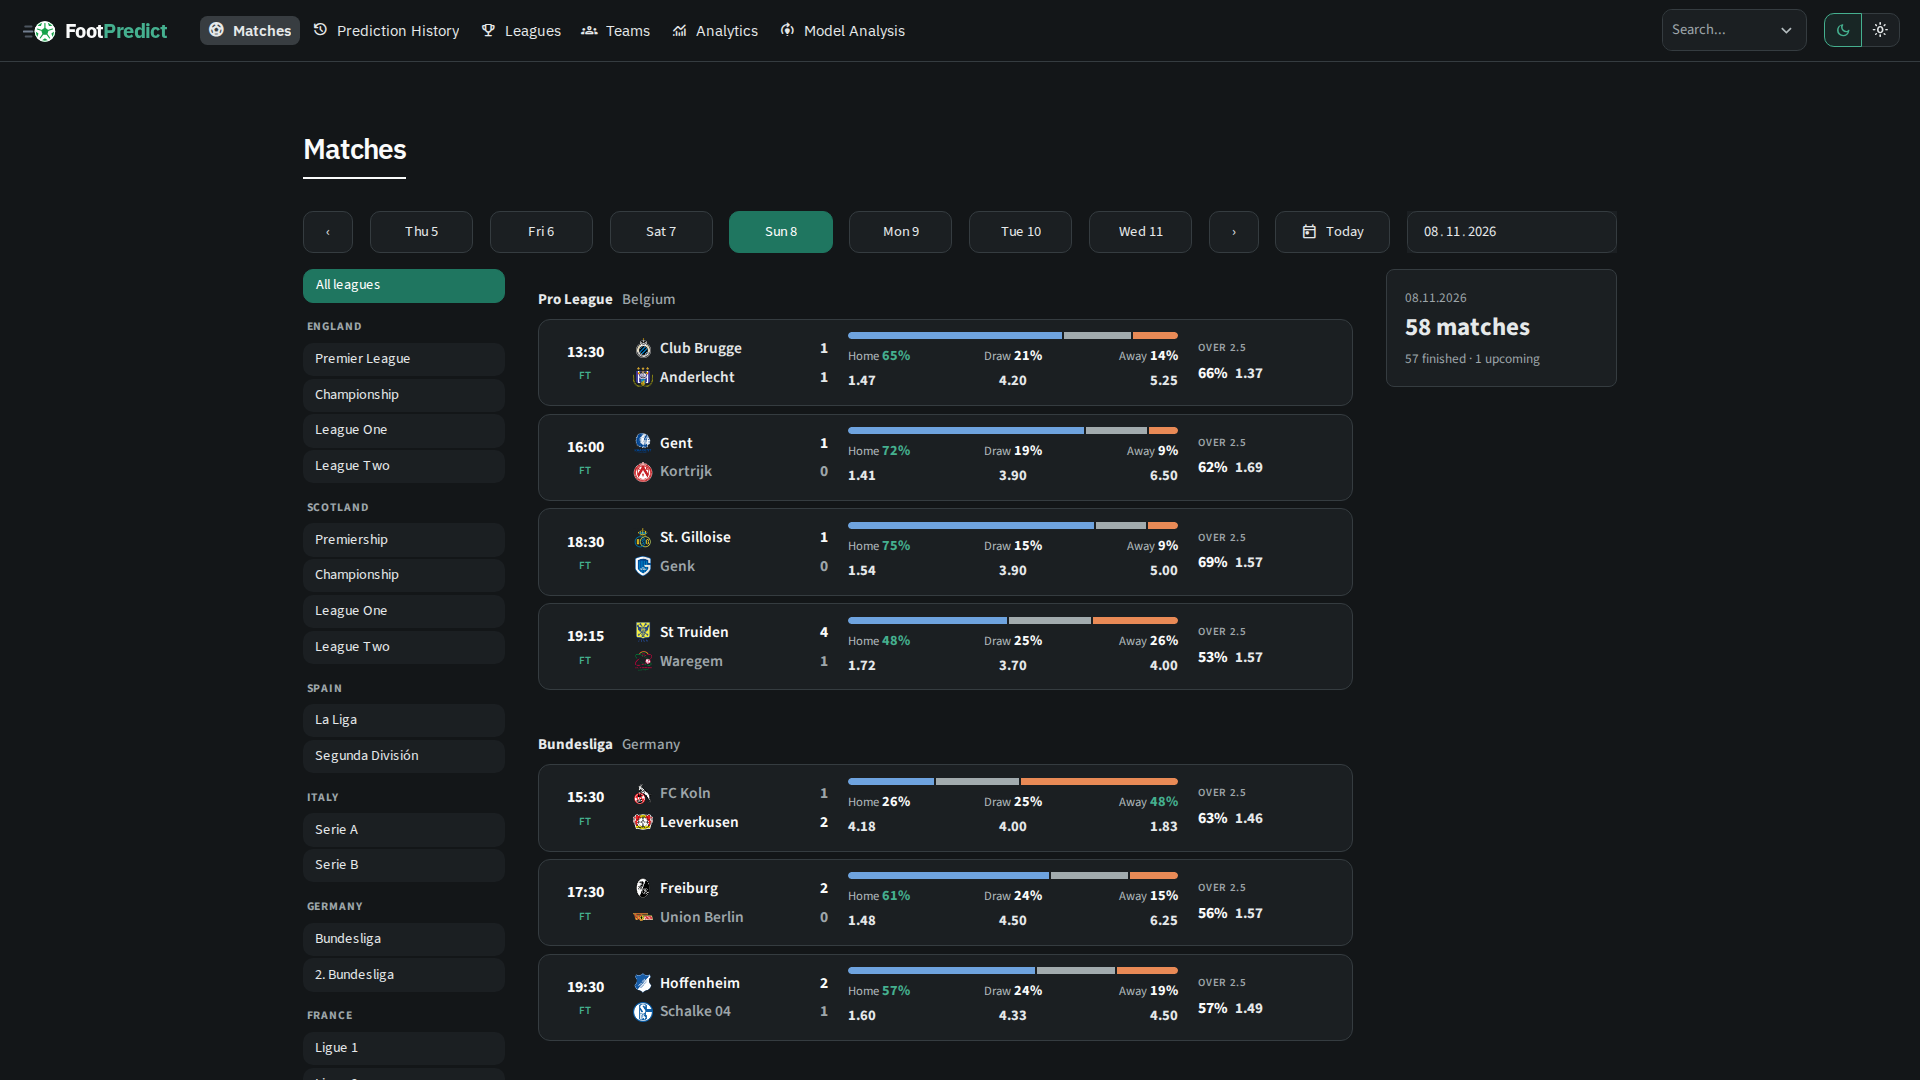 FootPredict
Matches
Prediction History
Leagues
Teams
Analytics
Model Analysis
Search...
Matches
‹
Thu 5
Fri 6
Sat 7
Sun 8
Mon 9
Tue 10
Wed 11
›
Today
08.11.2026
All leagues
ENGLAND
Premier League
Championship
League One
League Two
SCOTLAND
Premiership
Championship
League One
League Two
SPAIN
La Liga
Segunda División
ITALY
Serie A
Serie B
GERMANY
Bundesliga
2. Bundesliga
FRANCE
Ligue 1
Pro League Belgium
13:30
FT
Club Brugge 1
Anderlecht 1
Home 65% Draw 21% Away 14%
1.47 4.20 5.25
OVER 2.5
66% 1.37
16:00
FT
Gent 1
Kortrijk 0
Home 72% Draw 19% Away 9%
1.41 3.90 6.50
OVER 2.5
62% 1.69
18:30
FT
St. Gilloise 1
Genk 0
Home 75% Draw 15% Away 9%
1.54 3.90 5.00
OVER 2.5
69% 1.57
19:15
FT
St Truiden 4
Waregem 1
Home 48% Draw 25% Away 26%
1.72 3.70 4.00
OVER 2.5
53% 1.57
Bundesliga Germany
15:30
FT
FC Koln 1
Leverkusen 2
Home 26% Draw 25% Away 48%
4.18 4.00 1.83
OVER 2.5
63% 1.46
17:30
FT
Freiburg 2
Union Berlin 0
Home 61% Draw 24% Away 15%
1.48 4.50 6.25
OVER 2.5
56% 1.57
19:30
FT
Hoffenheim 2
Schalke 04 1
Home 57% Draw 24% Away 19%
1.60 4.33 4.50
OVER 2.5
57% 1.49
08.11.2026
58 matches
57 finished · 1 upcoming